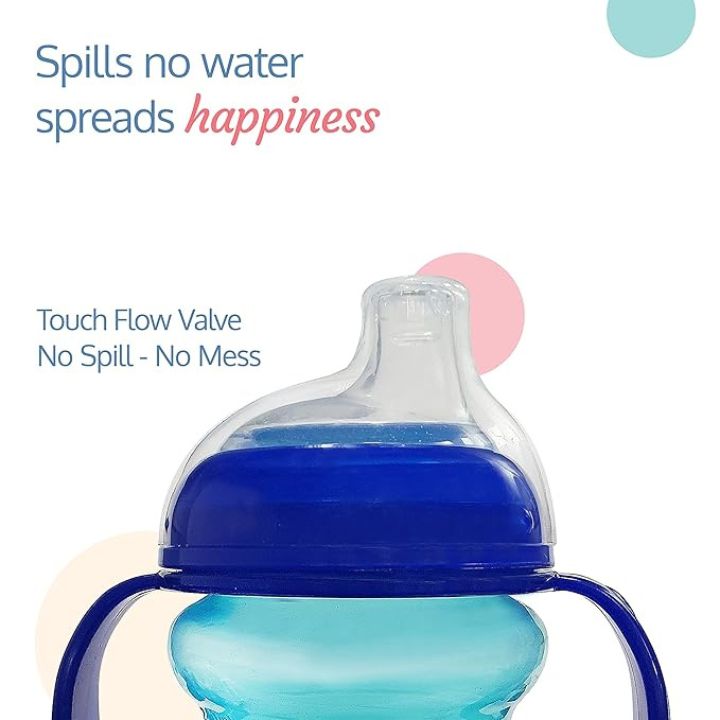 Spills no water
spreads happiness
Touch Flow Valve
No Spill - No Mess